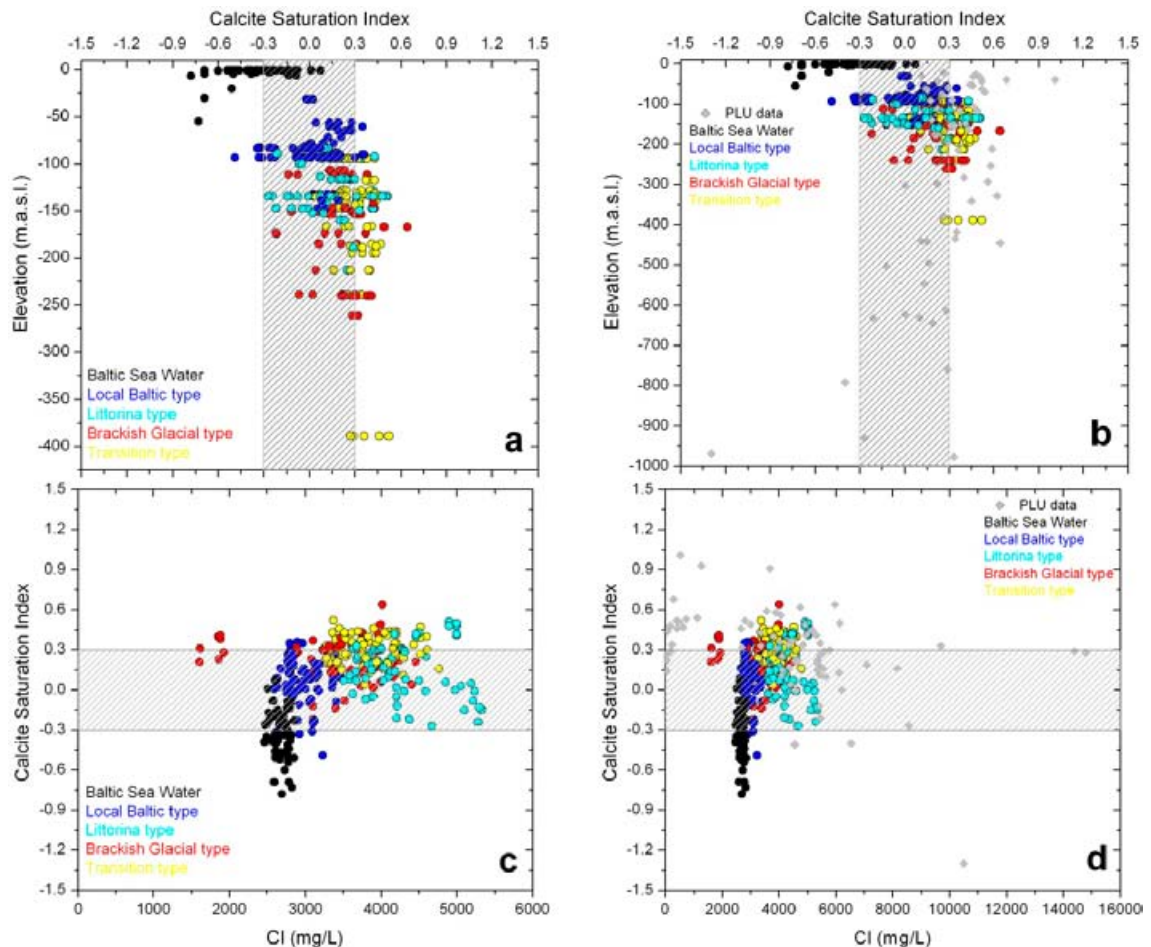 Calcite Saturation Index
-1.5 -1.2 -0.9 -0.6 -0.3 0.0 0.3 0.6 0.9 1.2 1.5
0
-50
-100
-150
-200
-250
-300
-350
-400
Elevation (m.a.s.l.)
Baltic Sea Water
Local Baltic type
Littorina type
Brackish Glacial type
Transition type
a
Calcite Saturation Index
-1.5 -1.2 -0.9 -0.6 -0.3 0.0 0.3 0.6 0.9 1.2 1.5
0
-100
-200
-300
-400
-500
-600
-700
-800
-900
-1000
Elevation (m.a.s.l.)
PLU data
Baltic Sea Water
Local Baltic type
Littorina type
Brackish Glacial type
Transition type
b
1.5
1.2
0.9
0.6
0.3
0.0
-0.3
-0.6
-0.9
-1.2
-1.5
Calcite Saturation Index
Baltic Sea Water
Local Baltic type
Littorina type
Brackish Glacial type
Transition type
c
0 1000 2000 3000 4000 5000 6000
Cl (mg/L)
1.5
1.2
0.9
0.6
0.3
0.0
-0.3
-0.6
-0.9
-1.2
-1.5
Calcite Saturation Index
PLU data
Baltic Sea Water
Local Baltic type
Littorina type
Brackish Glacial type
Transition type
d
0 2000 4000 6000 8000 10000 12000 14000 16000
Cl (mg/L)